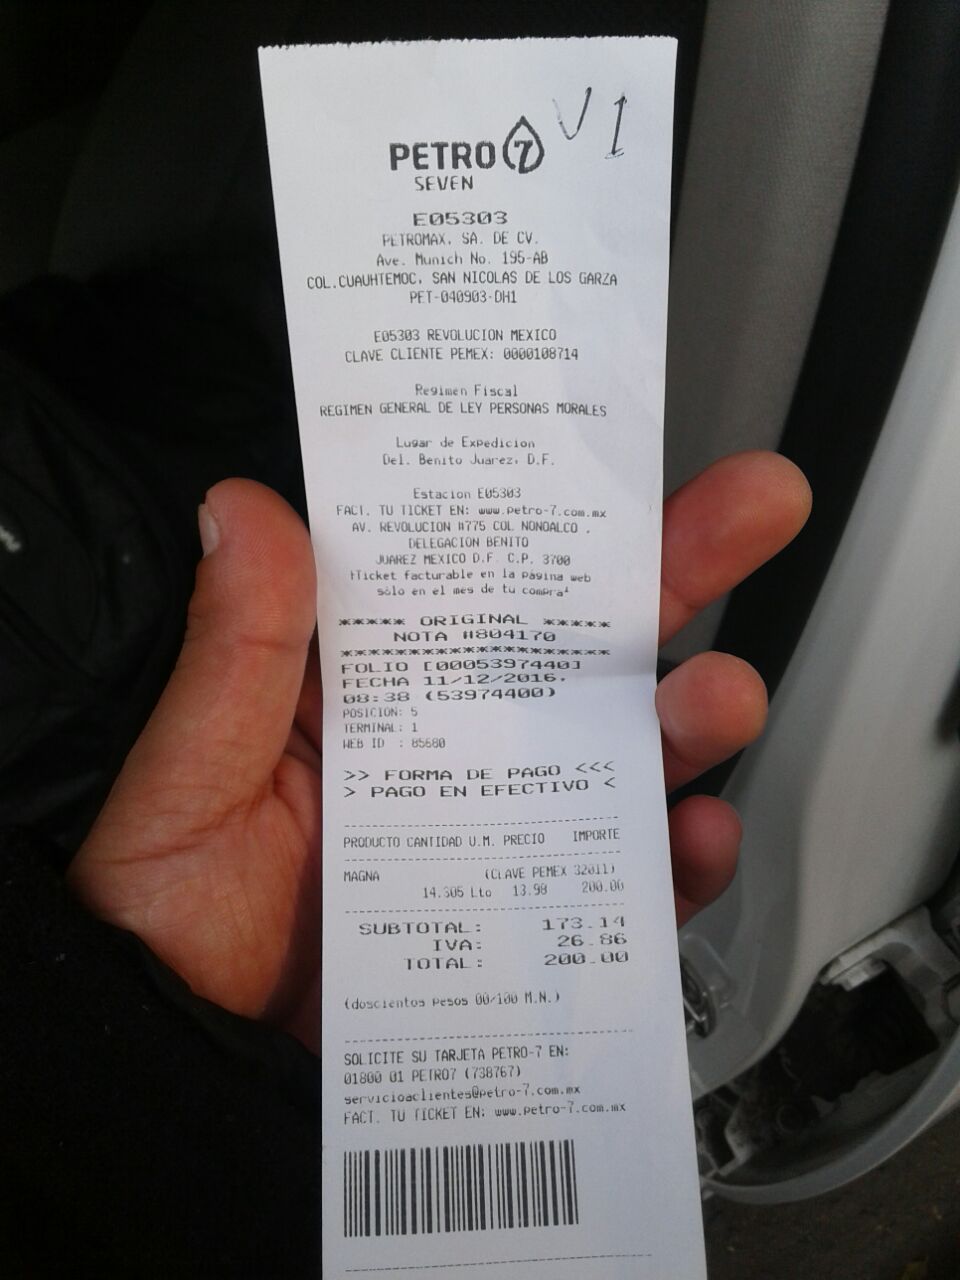 V 1
PETRO 7
SEVEN
E05303
PETROMAX, SA. DE CV.
Ave. Munich No. 195-AB
COL.CUAUHTEMOC, SAN NICOLAS DE LOS GARZA
PET-040903-DH1
E05303 REVOLUCION MEXICO
CLAVE CLIENTE PEMEX: 0000108714
Regimen Fiscal
REGIMEN GENERAL DE LEY PERSONAS MORALES
Lugar de Expedicion
Del. Benito Juarez, D.F.
Estacion E05303
FACT. TU TICKET EN: www.petro-7.com.mx
AV. REVOLUCION #775 COL NONOALCO .
DELEGACION BENITO
JUAREZ MEXICO D.F. C.P. 3700
!Ticket facturable en la página web
sólo en el mes de tu compra!
***** ORIGINAL *****
NOTA #804170
********************
FOLIO [0005397440]
FECHA 11/12/2016,
08:38 (53974400)
POSICION: 5
TERMINAL: 1
WEB ID : 85680
>> FORMA DE PAGO <<<
> PAGO EN EFECTIVO <
PRODUCTO CANTIDAD U.M. PRECIO IMPORTE
MAGNA (CLAVE PEMEX 32011)
14.305 Lto 13.98 200.00
SUBTOTAL: 173.14
IVA: 26.86
TOTAL: 200.00
(doscientos pesos 00/100 M.N.)
SOLICITE SU TARJETA PETRO-7 EN:
01800 01 PETRO7 (738767)
servicioaclientes@petro-7.com.mx
FACT. TU TICKET EN: www.petro-7.com.mx